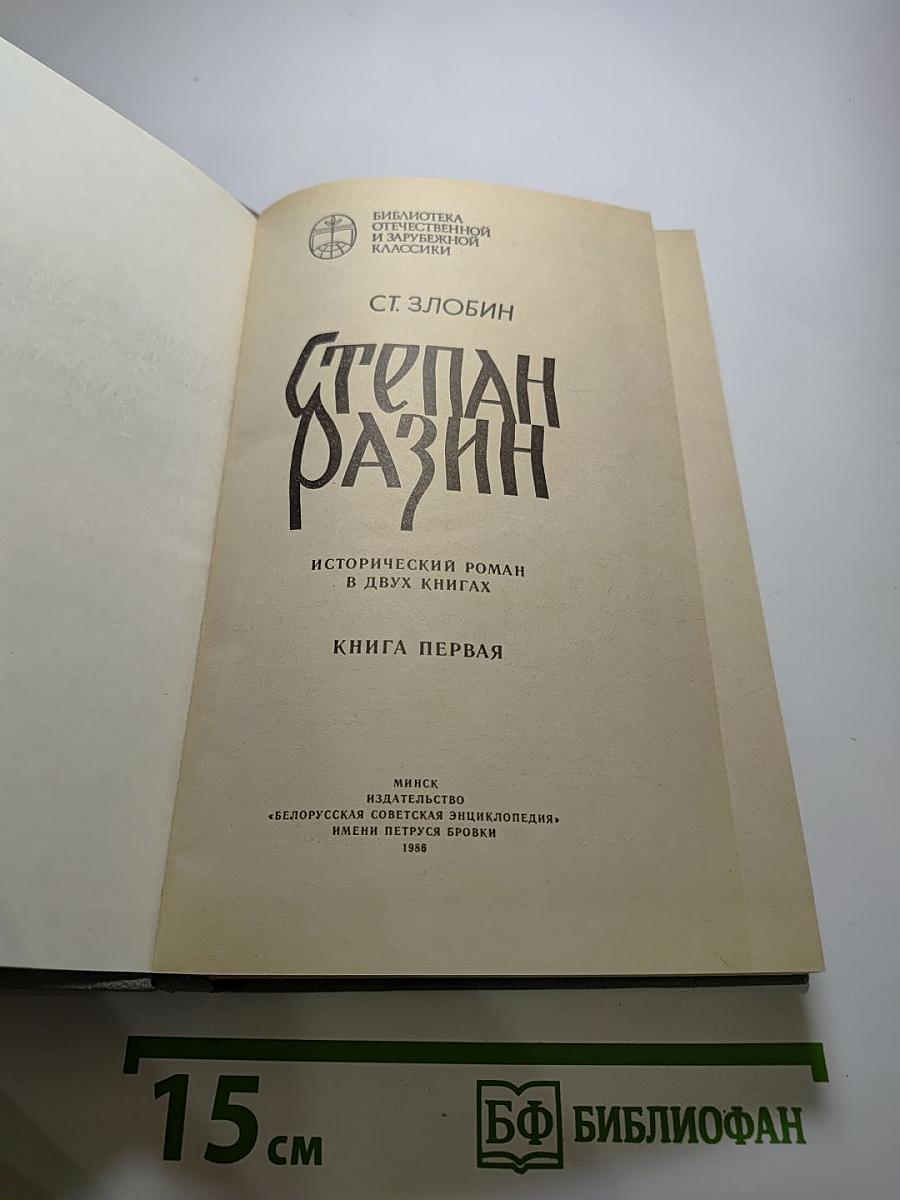 БИБЛИОТЕКА
ОТЕЧЕСТВЕННОЙ
И ЗАРУБЕЖНОЙ
КЛАССИКИ
СТ. ЗЛОБИН
СТЕПАН
РАЗИН
ИСТОРИЧЕСКИЙ РОМАН
В ДВУХ КНИГАХ
КНИГА ПЕРВАЯ
МИНСК
ИЗДАТЕЛЬСТВО
«БЕЛОРУССКАЯ СОВЕТСКАЯ ЭНЦИКЛОПЕДИЯ»
ИМЕНИ ПЕТРУСЯ БРОВКИ
1986
15 см
БФ БИБЛИОФАН